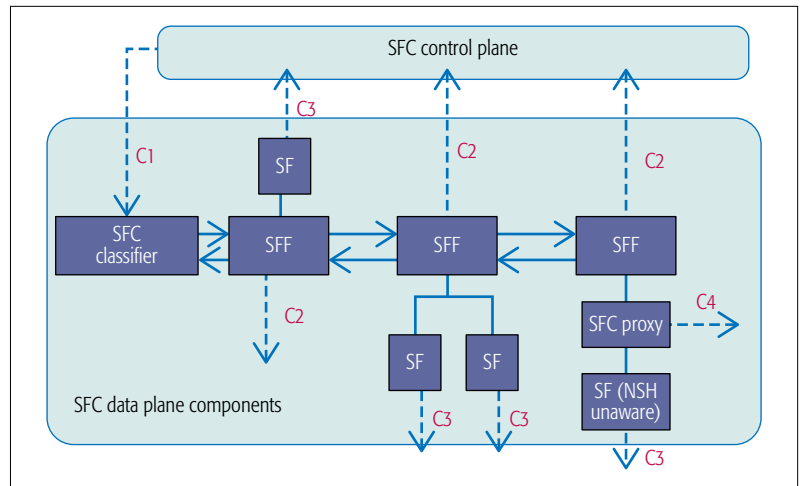 SFC control plane
C3
C1
C2
C2
SF
SFC
classifier
SFF
SFF
SFF
C2
C4
SFC proxy
SF
SF
SF (NSH
unaware)
SFC data plane components
C3
C3
C3